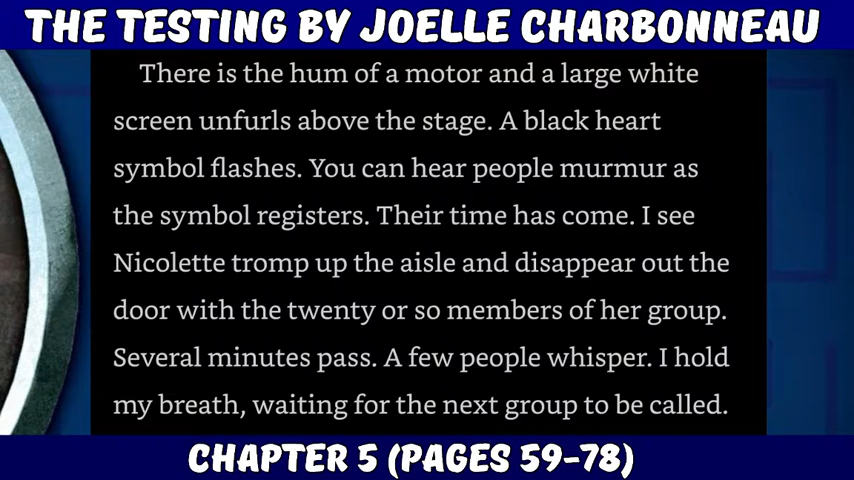 THE TESTING BY JOELLE CHARBONNEAU
There is the hum of a motor and a large white
screen unfurls above the stage. A black heart
symbol flashes. You can hear people murmur as
the symbol registers. Their time has come. I see
Nicolette tromp up the aisle and disappear out the
door with the twenty or so members of her group.
Several minutes pass. A few people whisper. I hold
my breath, waiting for the next group to be called.
CHAPTER 5 (PAGES 59-78)